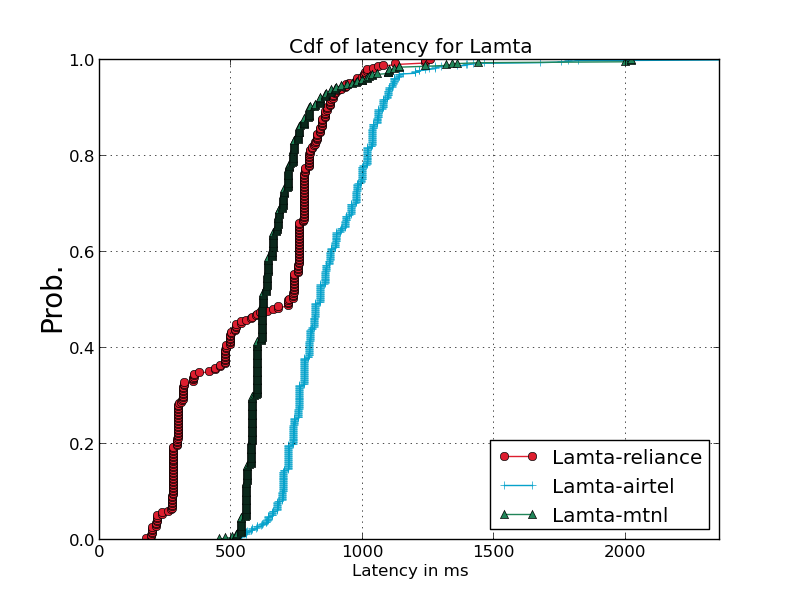 Cdf of latency for Lamta
1.0
0.8
0.6
0.4
0.2
0.0
Prob.
Lamta-reliance
Lamta-airtel
Lamta-mtnl
0 500 1000 1500 2000
Latency in ms